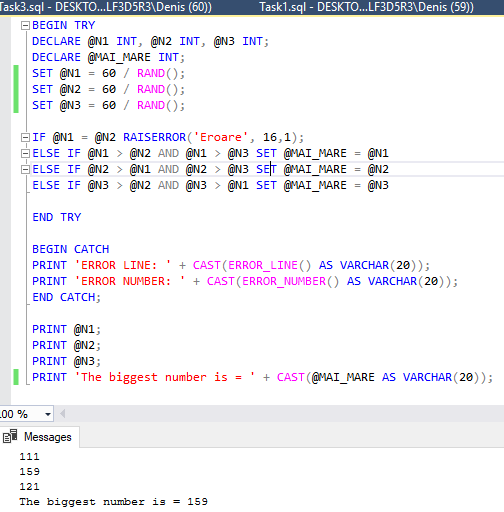 Task3.sql - DESKTO...LF3D5R3\Denis (60)) Task1.sql - DESKTO...LF3D5R3\Denis (59))
BEGIN TRY
DECLARE @N1 INT, @N2 INT, @N3 INT;
DECLARE @MAI_MARE INT;
SET @N1 = 60 / RAND();
SET @N2 = 60 / RAND();
SET @N3 = 60 / RAND();
IF @N1 = @N2 RAISERROR('Eroare', 16,1);
ELSE IF @N1 > @N2 AND @N1 > @N3 SET @MAI_MARE = @N1
ELSE IF @N2 > @N1 AND @N2 > @N3 SET @MAI_MARE = @N2
ELSE IF @N3 > @N2 AND @N3 > @N1 SET @MAI_MARE = @N3
END TRY
BEGIN CATCH
PRINT 'ERROR LINE: ' + CAST(ERROR_LINE() AS VARCHAR(20));
PRINT 'ERROR NUMBER: ' + CAST(ERROR_NUMBER() AS VARCHAR(20));
END CATCH;
PRINT @N1;
PRINT @N2;
PRINT @N3;
PRINT 'The biggest number is = ' + CAST(@MAI_MARE AS VARCHAR(20));
00 %
Messages
111
159
121
The biggest number is = 159